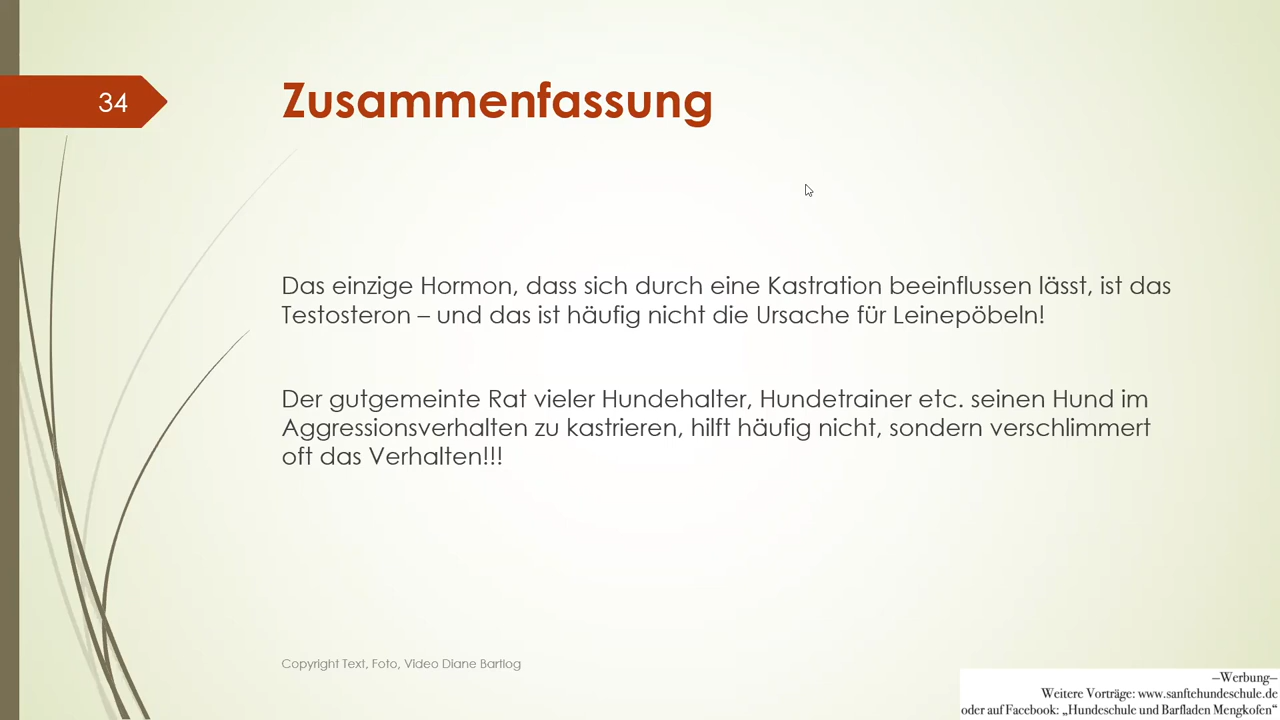 34
Zusammenfassung
Das einzige Hormon, dass sich durch eine Kastration beeinflussen lässt, ist das
Testosteron – und das ist häufig nicht die Ursache für Leinepöbeln!
Der gutgemeinte Rat vieler Hundehalter, Hundetrainer etc. seinen Hund im
Aggressionsverhalten zu kastrieren, hilft häufig nicht, sondern verschlimmert
oft das Verhalten!!!
Copyright Text, Foto, Video Diane Bartlog
—Werbung—
Weitere Vorträge: www.sanftehundeschule.de
oder auf Facebook: „Hundeschule und Barfladen Mengkofen“